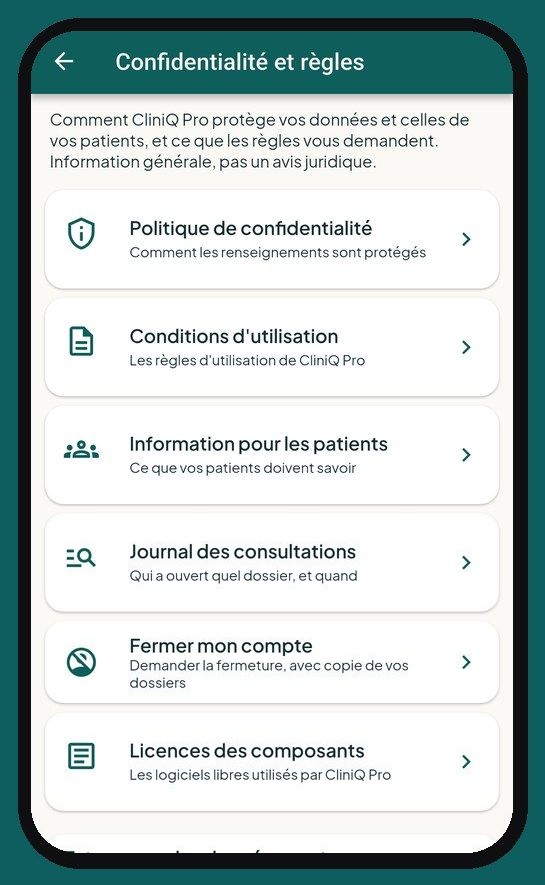 Confidentialité et règles
Comment CliniQ Pro protège vos données et celles de
vos patients, et ce que les règles vous demandent.
Information générale, pas un avis juridique.
Politique de confidentialité
Comment les renseignements sont protégés
Conditions d'utilisation
Les règles d'utilisation de CliniQ Pro
Information pour les patients
Ce que vos patients doivent savoir
Journal des consultations
Qui a ouvert quel dossier, et quand
Fermer mon compte
Demander la fermeture, avec copie de vos
dossiers
Licences des composants
Les logiciels libres utilisés par CliniQ Pro